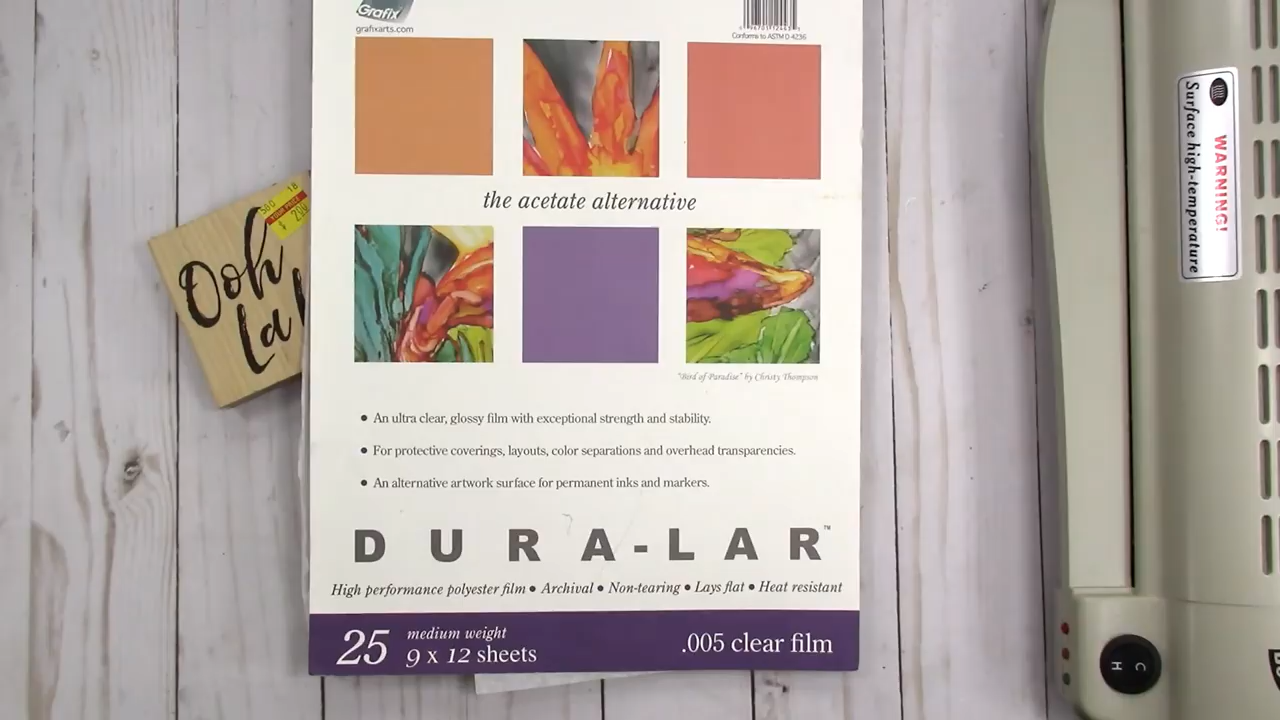 Grafix
grafixarts.com
Conforms to ASTM D 4236
the acetate alternative
"Bird of Paradise" by Christy Thompson
• An ultra clear, glossy film with exceptional strength and stability.
• For protective coverings, layouts, color separations and overhead transparencies.
• An alternative artwork surface for permanent inks and markers.
DURA-LAR™
High performance polyester film • Archival • Non-tearing • Lays flat • Heat resistant
25
medium weight
9 x 12 sheets
.005 clear film
Ooh
la
WARNING!
Surface high-temperature
C
H